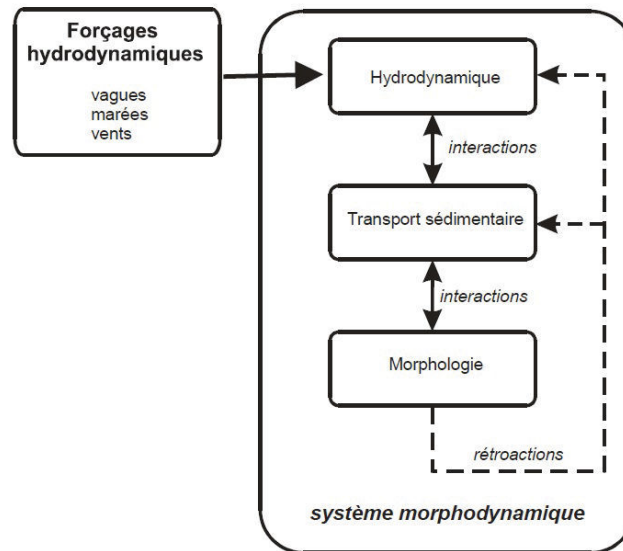 Forçages
hydrodynamiques
vagues
marées
vents
Hydrodynamique
interactions
Transport sédimentaire
interactions
Morphologie
rétroactions
système morphodynamique